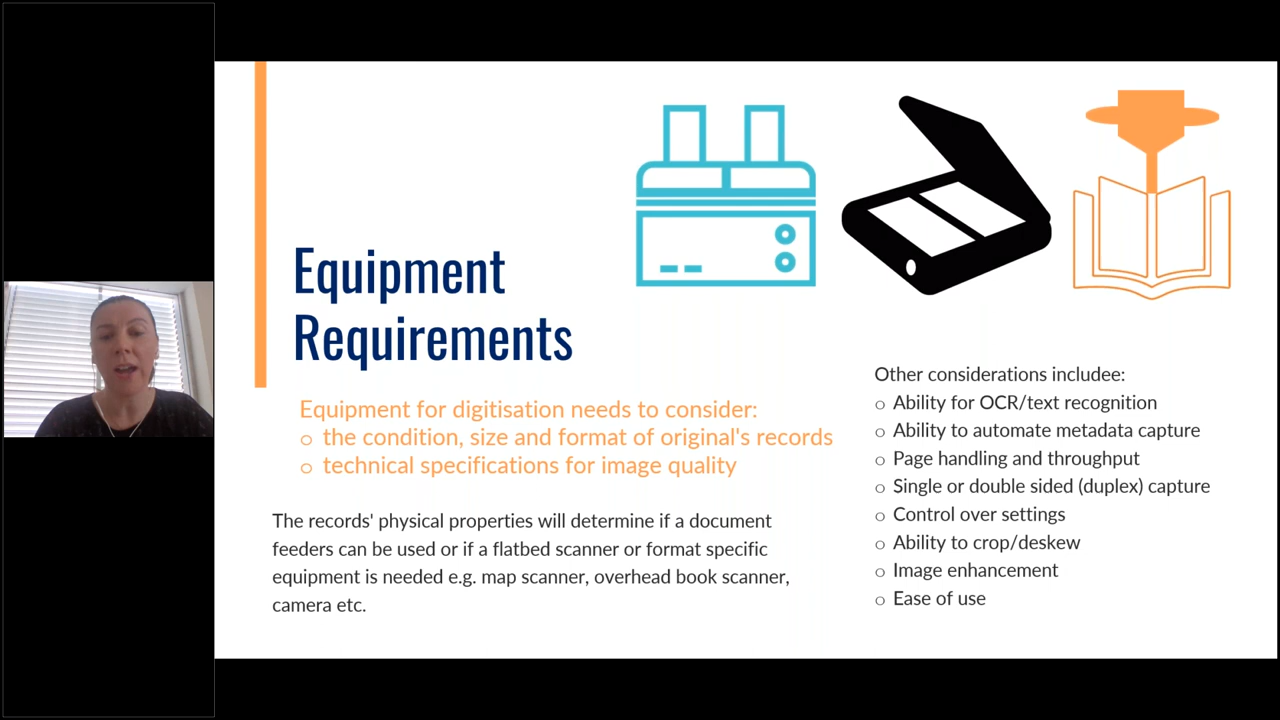 Equipment
Requirements
Equipment for digitisation needs to consider:
o the condition, size and format of original's records
o technical specifications for image quality
The records' physical properties will determine if a document
feeders can be used or if a flatbed scanner or format specific
equipment is needed e.g. map scanner, overhead book scanner,
camera etc.
Other considerations includee:
o Ability for OCR/text recognition
o Ability to automate metadata capture
o Page handling and throughput
o Single or double sided (duplex) capture
o Control over settings
o Ability to crop/deskew
o Image enhancement
o Ease of use